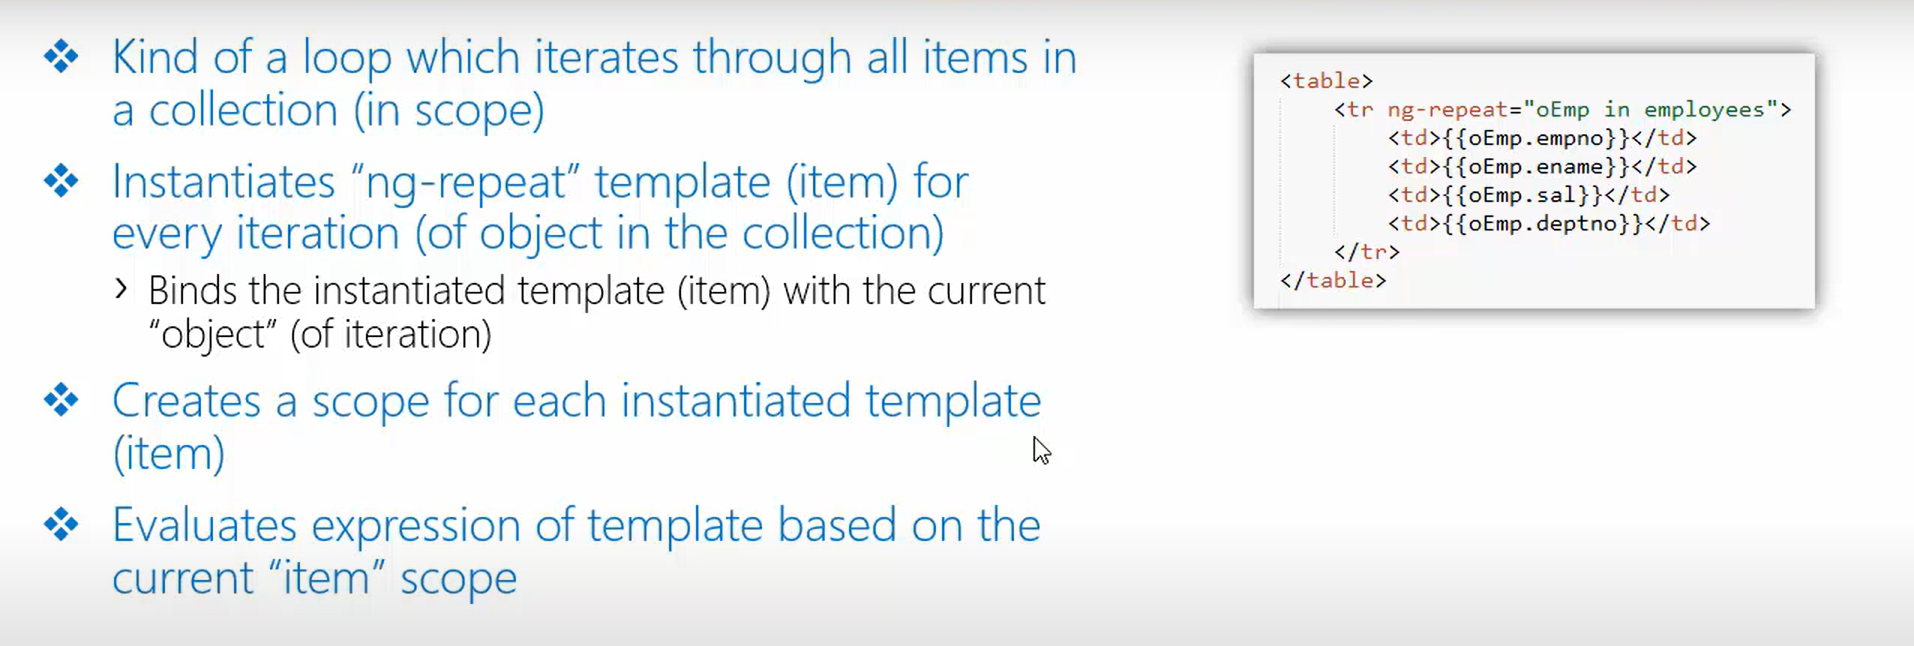 Kind of a loop which iterates through all items in
a collection (in scope)
Instantiates “ng-repeat” template (item) for
every iteration (of object in the collection)
Binds the instantiated template (item) with the current
“object” (of iteration)
Creates a scope for each instantiated template
(item)
Evaluates expression of template based on the
current “item” scope
<table>
<tr ng-repeat="oEmp in employees">
<td>{{oEmp.empno}}</td>
<td>{{oEmp.ename}}</td>
<td>{{oEmp.sal}}</td>
<td>{{oEmp.deptno}}</td>
</tr>
</table>